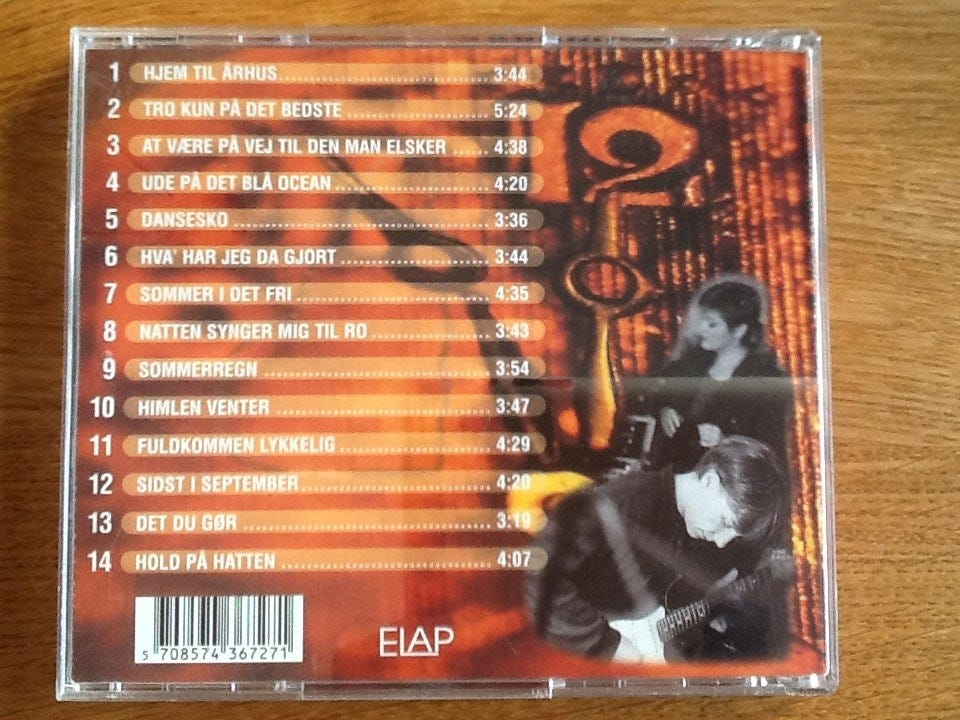 1 HJEM TIL ÅRHUS 3:44
2 TRO KUN PÅ DET BEDSTE 5:24
3 AT VÆRE PÅ VEJ TIL DEN MAN ELSKER 4:38
4 UDE PÅ DET BLÅ OCEAN 4:20
5 DANSESKO 3:36
6 HVA' HAR JEG DA GJORT 3:44
7 SOMMER I DET FRI 4:35
8 NATTEN SYNGER MIG TIL RO 3:43
9 SOMMERREGN 3:54
10 HIMLEN VENTER 3:47
11 FULDKOMMEN LYKKELIG 4:29
12 SIDST I SEPTEMBER 4:20
13 DET DU GØR 3:19
14 HOLD PÅ HATTEN 4:07
5 708574 367271
ELAP